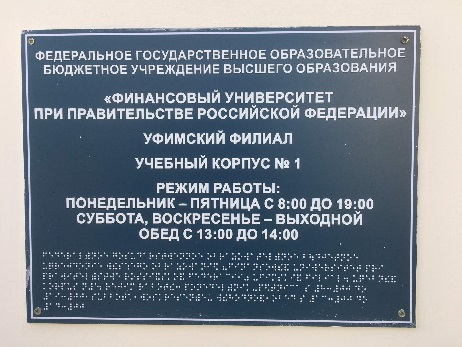 ФЕДЕРАЛЬНОЕ ГОСУДАРСТВЕННОЕ ОБРАЗОВАТЕЛЬНОЕ
БЮДЖЕТНОЕ УЧРЕЖДЕНИЕ ВЫСШЕГО ОБРАЗОВАНИЯ
«ФИНАНСОВЫЙ УНИВЕРСИТЕТ
ПРИ ПРАВИТЕЛЬСТВЕ РОССИЙСКОЙ ФЕДЕРАЦИИ»
УФИМСКИЙ ФИЛИАЛ
УЧЕБНЫЙ КОРПУС № 1
РЕЖИМ РАБОТЫ:
ПОНЕДЕЛЬНИК – ПЯТНИЦА С 8:00 ДО 19:00
СУББОТА, ВОСКРЕСЕНЬЕ – ВЫХОДНОЙ
ОБЕД С 13:00 ДО 14:00